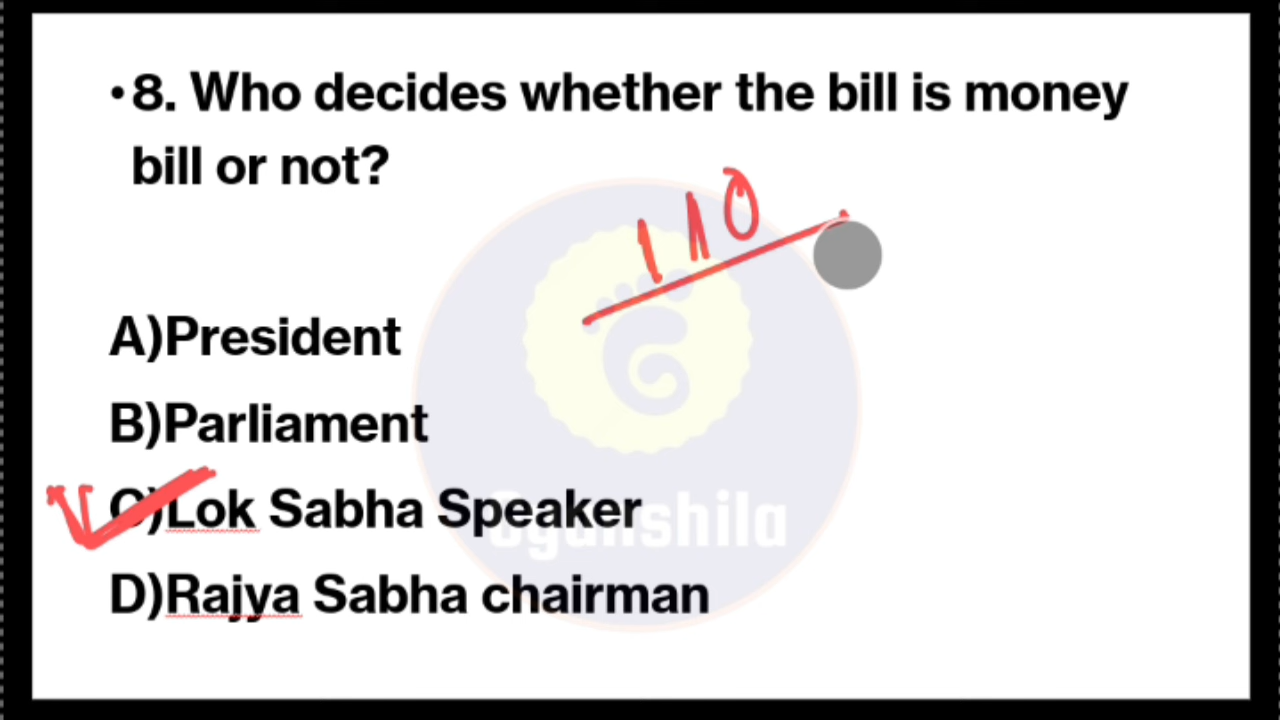 •8. Who decides whether the bill is money
bill or not?
110
A)President
B)Parliament
C)Lok Sabha Speaker
D)Rajya Sabha chairman